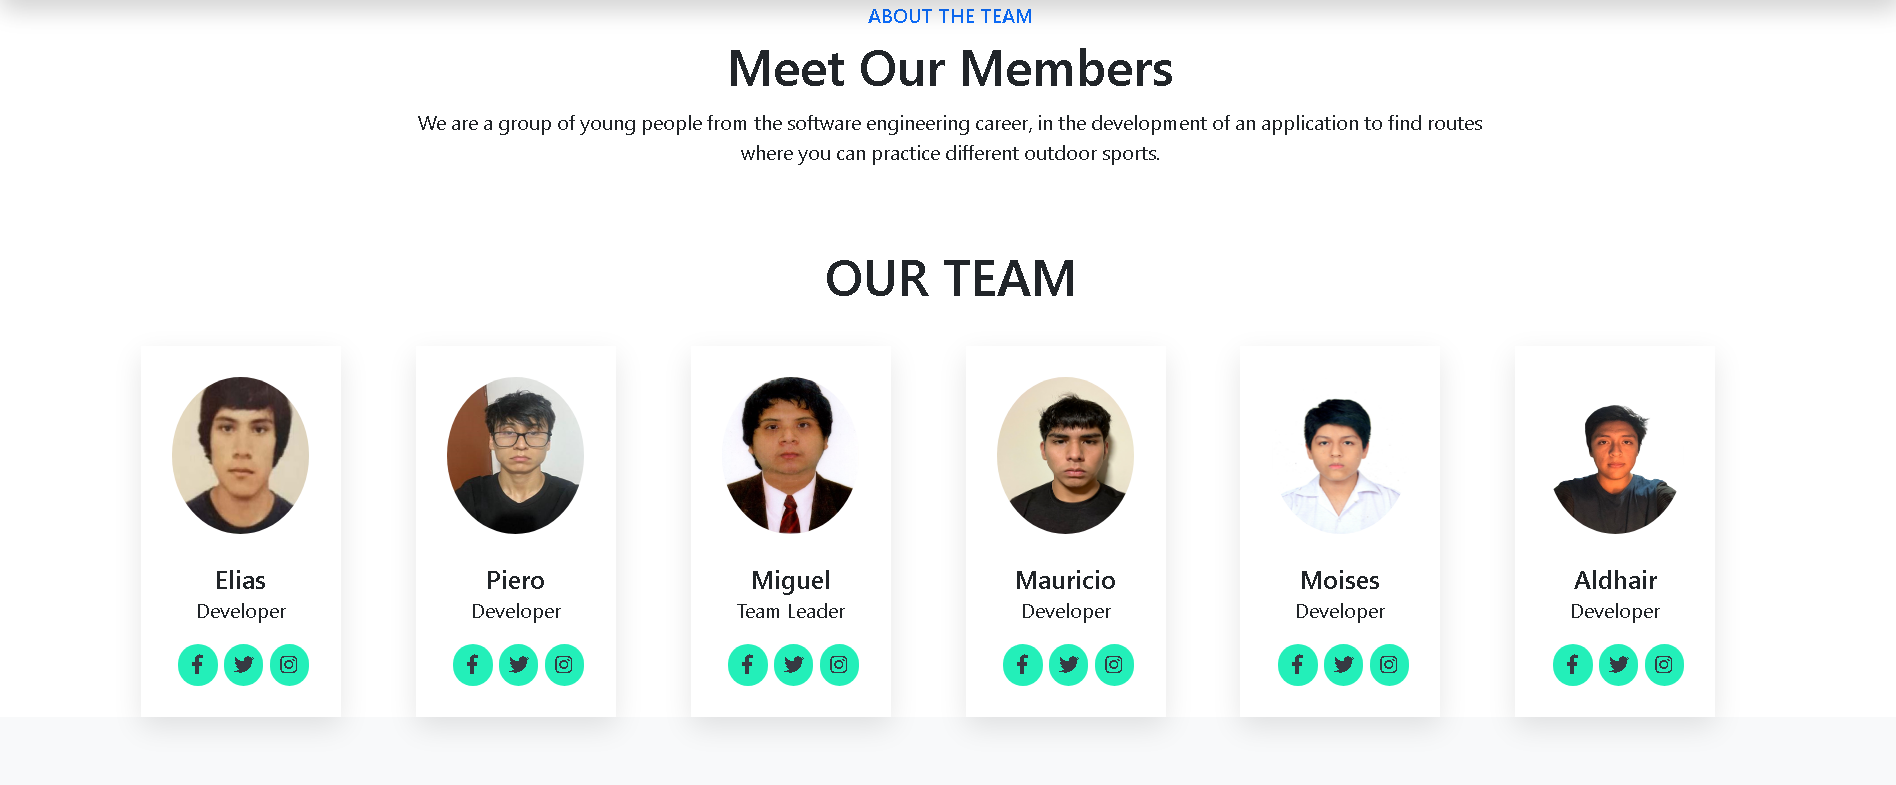 ABOUT THE TEAM
Meet Our Members
We are a group of young people from the software engineering career, in the development of an application to find routes
where you can practice different outdoor sports.
OUR TEAM
Elias
Developer
Piero
Developer
Miguel
Team Leader
Mauricio
Developer
Moises
Developer
Aldhair
Developer